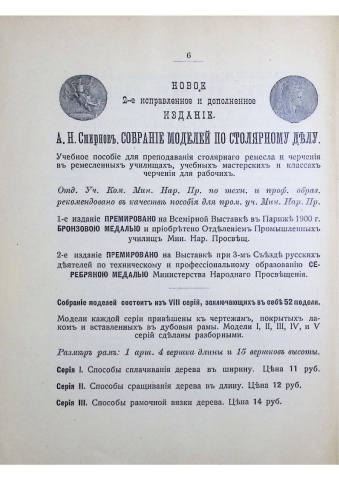 6
НОВОЕ
2-е исправленное и дополненное
ИЗДАНІЕ.
А. Н. Смирновъ, СОБРАНІЕ МОДЕЛЕЙ ПО СТОЛЯРНОМУ ДѢЛУ.
Учебное пособіе для преподаванія столярнаго ремесла и черченія
въ ремесленныхъ училищахъ, учебныхъ мастерскихъ и классахъ
черченія для рабочихъ.
Отд. Уч. Ком. Мин. Нар. Пр. по техн. и проф. образ.
рекомендовано въ качествѣ пособія для пром. уч. Мин. Нар. Пр.
1-е изданіе ПРЕМИРОВАНО на Всемірной Выставкѣ въ Парижѣ 1900 г.
БРОНЗОВОЮ МЕДАЛЬЮ и пріобрѣтено Отдѣленіемъ Промышленныхъ
училищъ Мин. Нар. Просвѣщ.
2-е изданіе ПРЕМИРОВАНО на Выставкѣ при 3-мъ Съѣздѣ русскихъ
дѣятелей по техническому и профессіональному образованію СЕ-
РЕБРЯНОЮ МЕДАЛЬЮ Министерства Народнаго Просвѣщенія.
Собраніе моделей состоитъ изъ VIII серій, заключающихъ въ себѣ 52 модели.
Модели каждой серіи привѣшены къ чертежамъ, покрытыхъ ла-
комъ и вставленныхъ въ дубовыя рамы. Модели I, II, III, IV, и V
серій сдѣланы разборными.
Размѣръ рамъ: 1 арш. 4 вершка длины и 15 вершковъ высоты.
Серія I. Способы сплачиванія дерева въ ширину. Цѣна 11 руб.
Серія II. Способы сращиванія дерева въ длину. Цѣна 12 руб.
Серія III. Способы рамочной вязки дерева. Цѣна 14 руб.